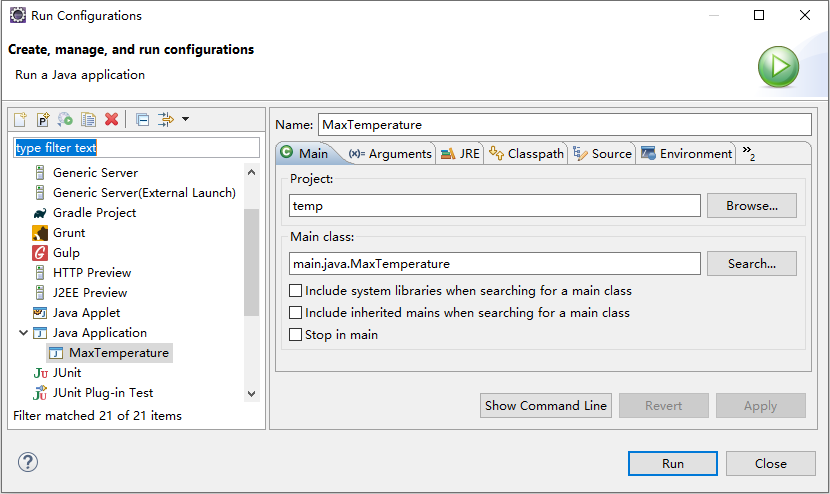 Run Configurations
Create, manage, and run configurations
Run a Java application
type filter text
Generic Server
Generic Server(External Launch)
Gradle Project
Grunt
Gulp
HTTP Preview
J2EE Preview
Java Applet
Java Application
MaxTemperature
JUnit
JUnit Plug-in Test
Filter matched 21 of 21 items
Name: MaxTemperature
Main (x)= Arguments JRE Classpath Source Environment »2
Project:
temp Browse...
Main class:
main.java.MaxTemperature Search...
Include system libraries when searching for a main class
Include inherited mains when searching for a main class
Stop in main
Show Command Line Revert Apply
Run Close